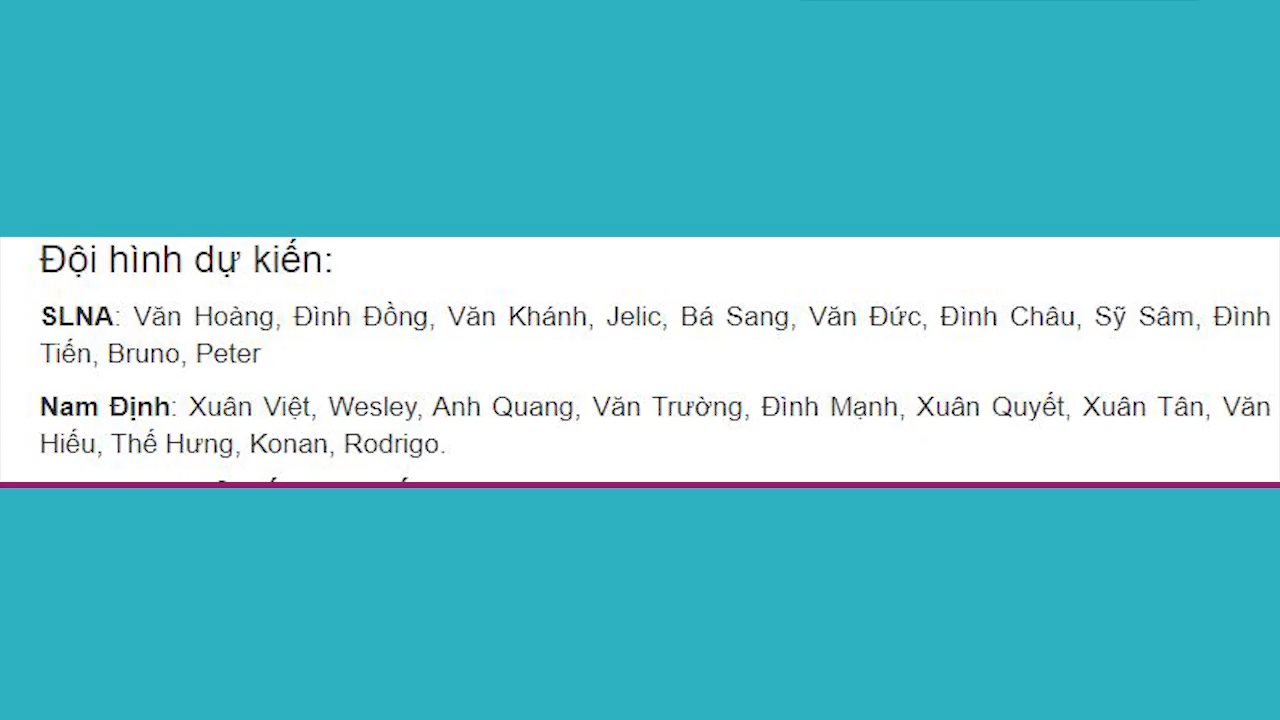 Đội hình dự kiến:
SLNA: Văn Hoàng, Đình Đồng, Văn Khánh, Jelic, Bá Sang, Văn Đức, Đình Châu, Sỹ Sâm, Đình
Tiến, Bruno, Peter
Nam Định: Xuân Việt, Wesley, Anh Quang, Văn Trường, Đình Mạnh, Xuân Quyết, Xuân Tân, Văn
Hiếu, Thế Hưng, Konan, Rodrigo.